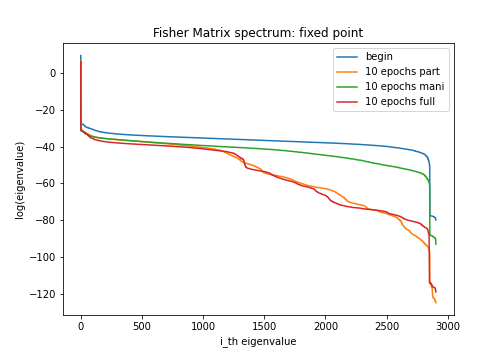 Fisher Matrix spectrum: fixed point
begin
10 epochs part
10 epochs mani
10 epochs full
log(eigenvalue)
0
−20
−40
−60
−80
−100
−120
0
500
1000
1500
2000
2500
3000
i_th eigenvalue